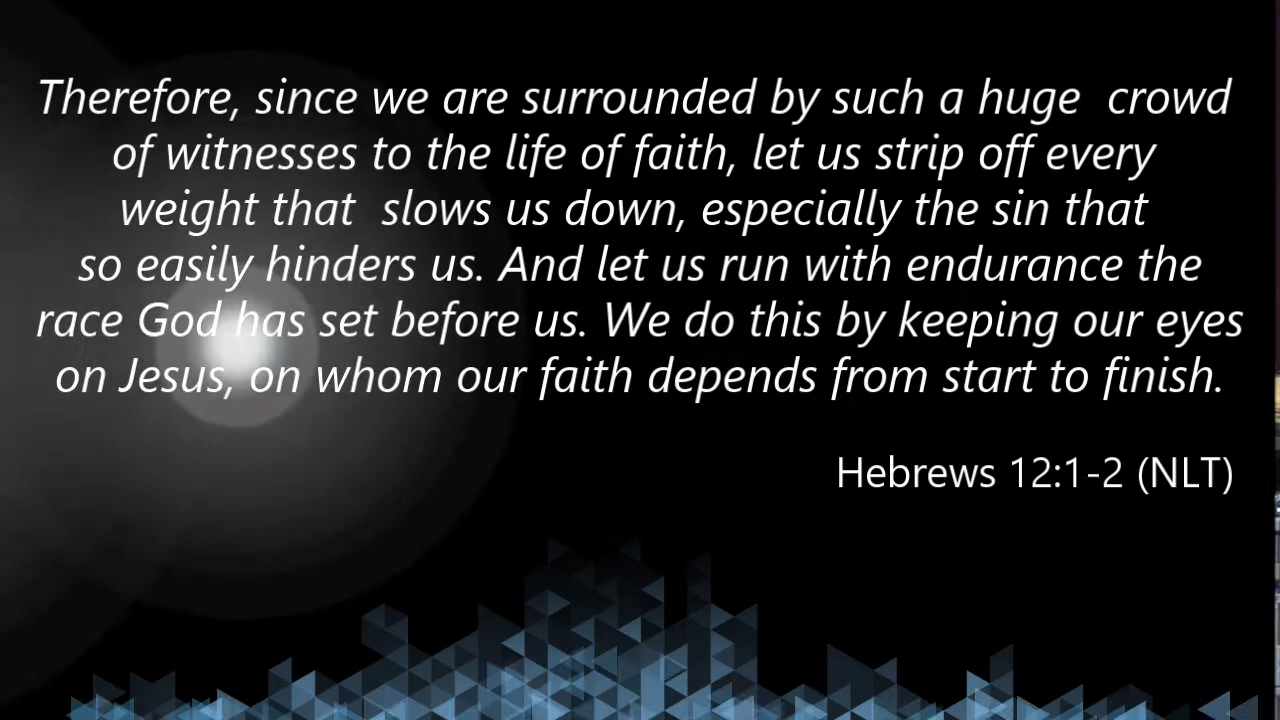 Therefore, since we are surrounded by such a huge  crowd
of witnesses to the life of faith, let us strip off every
weight that  slows us down, especially the sin that
so easily hinders us. And let us run with endurance the
race God has set before us. We do this by keeping our eyes
on Jesus, on whom our faith depends from start to finish.
Hebrews 12:1-2 (NLT)